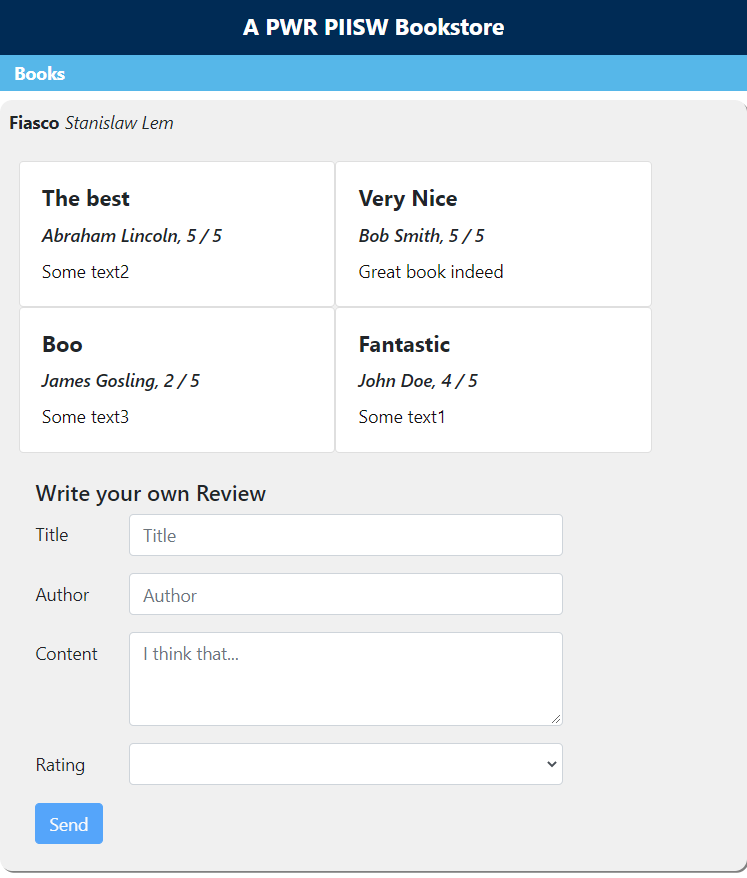 A PWR PIISW Bookstore
Books
Fiasco Stanislaw Lem
The best
Abraham Lincoln, 5 / 5
Some text2
Very Nice
Bob Smith, 5 / 5
Great book indeed
Boo
James Gosling, 2 / 5
Some text3
Fantastic
John Doe, 4 / 5
Some text1
Write your own Review
Title Title
Author Author
Content I think that...
Rating
Send